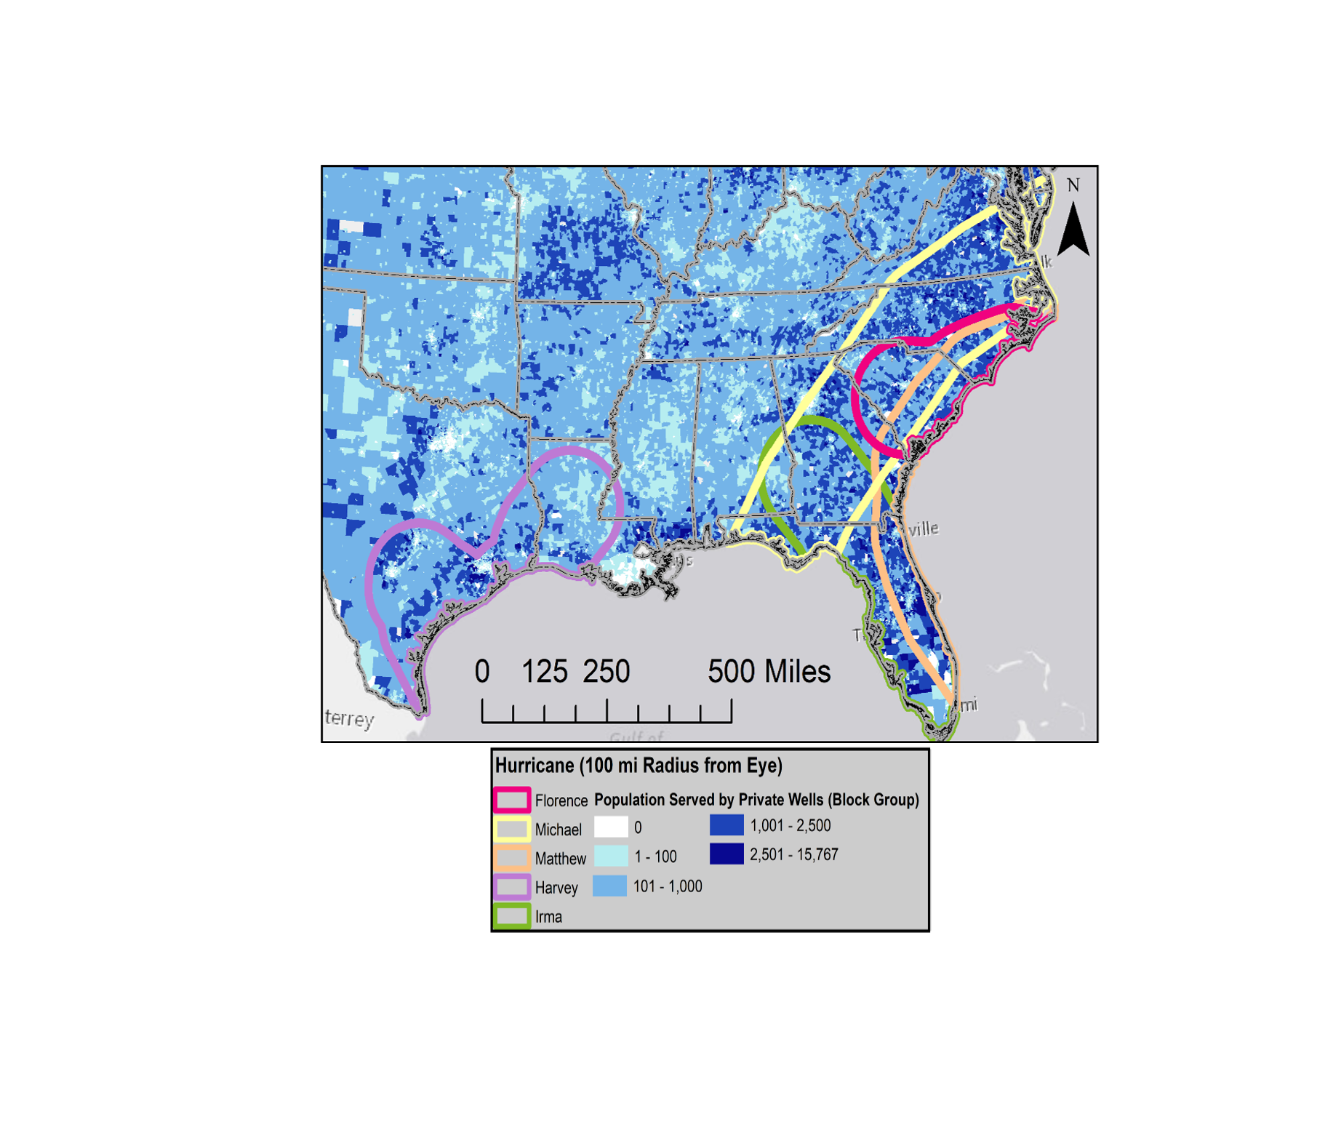 N
lk
ville
T
mi
0 125 250 500 Miles
terrey
Gulf of
Hurricane (100 mi Radius from Eye)
Florence Population Served by Private Wells (Block Group)
Michael 0 1,001 - 2,500
Matthew 1 - 100 2,501 - 15,767
Harvey 101 - 1,000
Irma